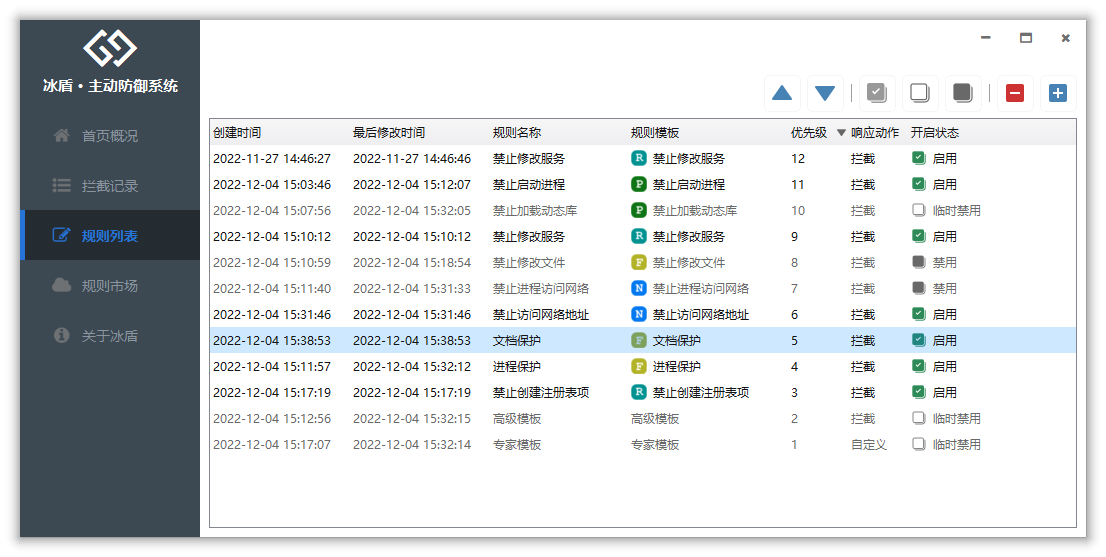 冰盾·主动防御系统
首页概况
拦截记录
规则列表
规则市场
关于冰盾
创建时间 最后修改时间 规则名称 规则模板 优先级 响应动作 开启状态
2022-11-27 14:46:27 2022-11-27 14:46:46 禁止修改服务 R 禁止修改服务 12 拦截 启用
2022-12-04 15:03:46 2022-12-04 15:12:07 禁止启动进程 P 禁止启动进程 11 拦截 启用
2022-12-04 15:07:56 2022-12-04 15:32:05 禁止加载动态库 P 禁止加载动态库 10 拦截 临时禁用
2022-12-04 15:10:12 2022-12-04 15:10:12 禁止修改服务 R 禁止修改服务 9 拦截 启用
2022-12-04 15:10:59 2022-12-04 15:18:54 禁止修改文件 F 禁止修改文件 8 拦截 禁用
2022-12-04 15:11:40 2022-12-04 15:31:33 禁止进程访问网络 N 禁止进程访问网络 7 拦截 禁用
2022-12-04 15:31:46 2022-12-04 15:31:46 禁止访问网络地址 N 禁止访问网络地址 6 拦截 启用
2022-12-04 15:38:53 2022-12-04 15:38:53 文档保护 F 文档保护 5 拦截 启用
2022-12-04 15:11:57 2022-12-04 15:32:12 进程保护 F 进程保护 4 拦截 启用
2022-12-04 15:17:19 2022-12-04 15:17:19 禁止创建注册表项 R 禁止创建注册表项 3 拦截 启用
2022-12-04 15:12:56 2022-12-04 15:32:15 高级模板 高级模板 2 拦截 临时禁用
2022-12-04 15:17:07 2022-12-04 15:32:14 专家模板 专家模板 1 自定义 临时禁用